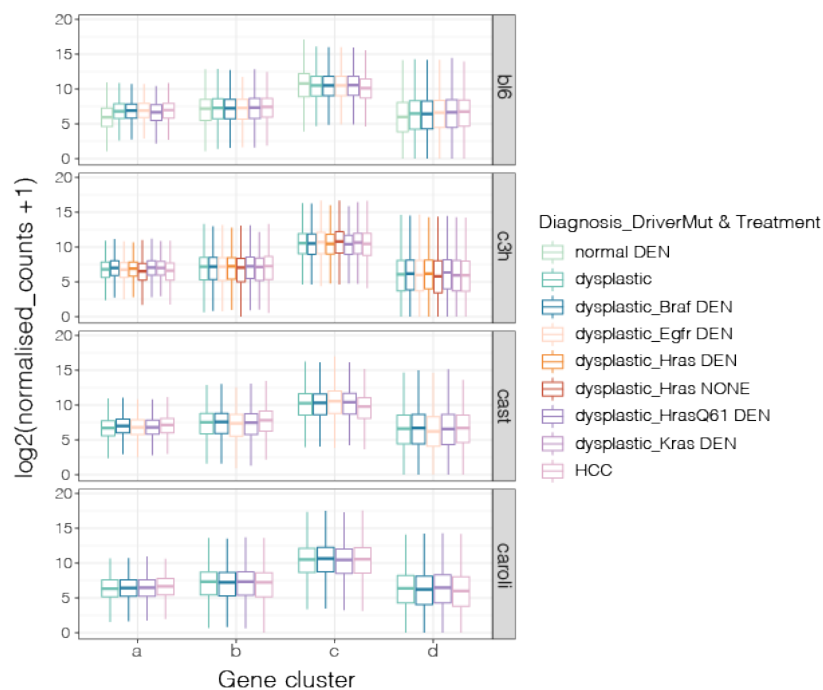 20
15
10
5
0
bl6
20
15
10
5
0
c3h
20
15
10
5
0
cast
20
15
10
5
0
caroli
log2(normalised_counts +1)
a b c d
Gene cluster
Diagnosis_DriverMut & Treatment
normal DEN
dysplastic
dysplastic_Braf DEN
dysplastic_Egfr DEN
dysplastic_Hras DEN
dysplastic_Hras NONE
dysplastic_HrasQ61 DEN
dysplastic_Kras DEN
HCC